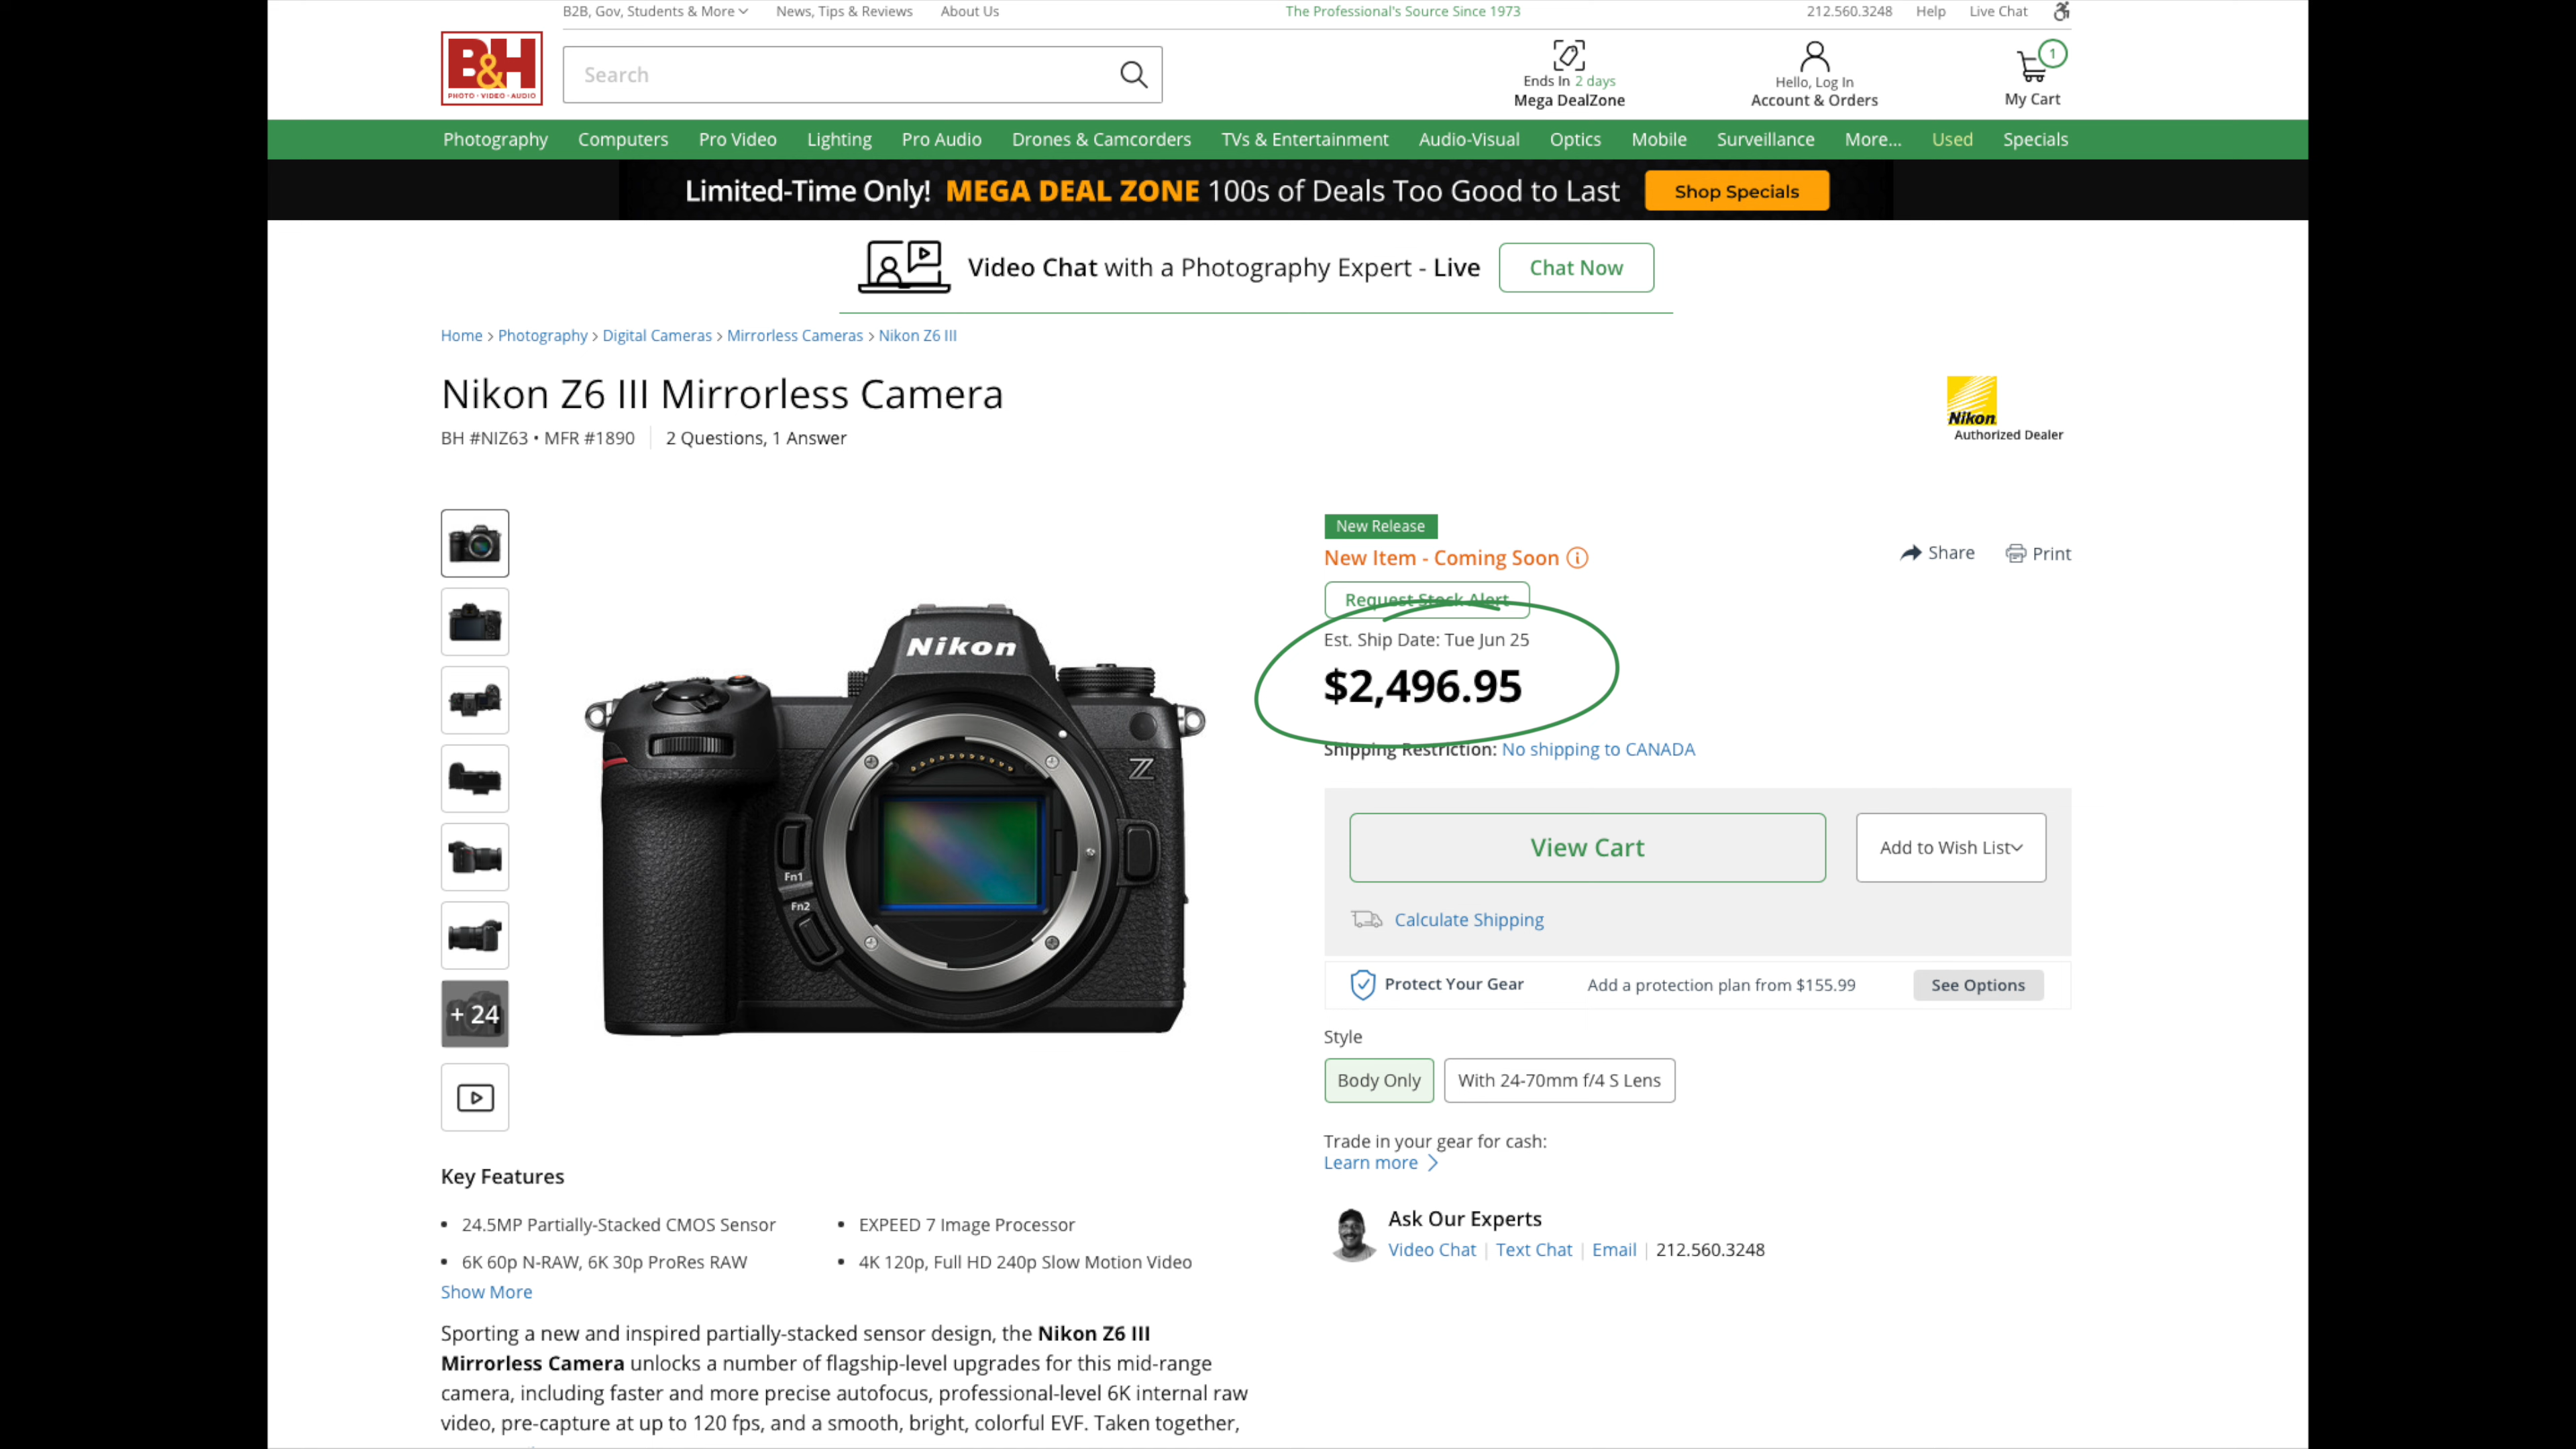 B2B, Gov, Students & More
News, Tips & Reviews
About Us
The Professional's Source Since 1973
212.560.3248
Help
Live Chat
B&H
PHOTO · VIDEO · AUDIO
Search
Ends In 2 days
Mega DealZone
Hello, Log In
Account & Orders
1
My Cart
Photography Computers Pro Video Lighting Pro Audio Drones & Camcorders TVs & Entertainment Audio-Visual Optics Mobile Surveillance More... Used Specials
Limited-Time Only! MEGA DEAL ZONE 100s of Deals Too Good to Last
Shop Specials
Video Chat with a Photography Expert - Live
Chat Now
Home > Photography > Digital Cameras > Mirrorless Cameras > Nikon Z6 III
Nikon Z6 III Mirrorless Camera
BH #NIZ63 • MFR #1890
2 Questions, 1 Answer
Nikon
Authorized Dealer
New Release
New Item - Coming Soon
Share
Print
Request Stock Alert
Est. Ship Date: Tue Jun 25
$2,496.95
Shipping Restriction: No shipping to CANADA
Nikon
Z
Fn1
Fn2
+ 24
View Cart
Add to Wish List
Calculate Shipping
Protect Your Gear
Add a protection plan from $155.99
See Options
Style
Body Only
With 24-70mm f/4 S Lens
Trade in your gear for cash:
Learn more
Ask Our Experts
Video Chat | Text Chat | Email | 212.560.3248
Key Features
• 24.5MP Partially-Stacked CMOS Sensor
• EXPEED 7 Image Processor
• 6K 60p N-RAW, 6K 30p ProRes RAW
• 4K 120p, Full HD 240p Slow Motion Video
Show More
Sporting a new and inspired partially-stacked sensor design, the Nikon Z6 III
Mirrorless Camera unlocks a number of flagship-level upgrades for this mid-range
camera, including faster and more precise autofocus, professional-level 6K internal raw
video, pre-capture at up to 120 fps, and a smooth, bright, colorful EVF. Taken together,